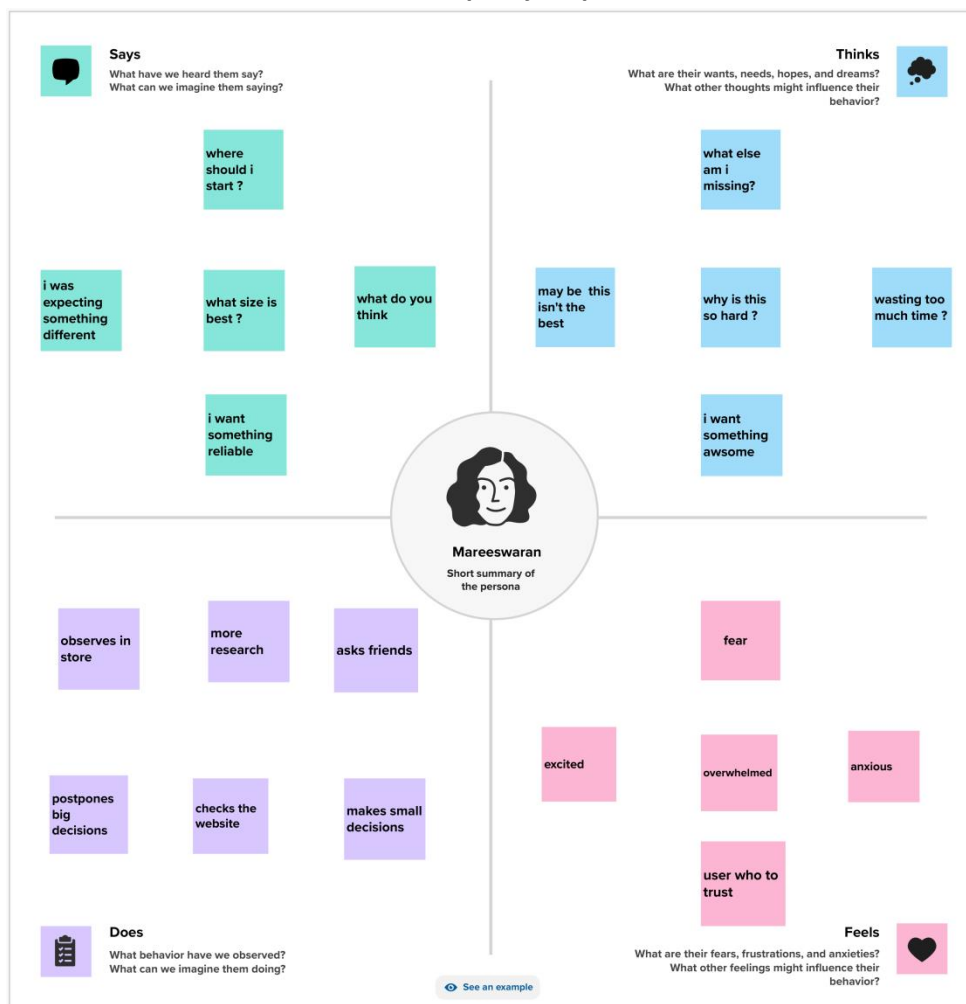 Says
What have we heard them say?
What can we imagine them saying?
Thinks
What are their wants, needs, hopes, and dreams?
What other thoughts might influence their
behavior?
where
should i
start ?
i was
expecting
something
different
what size is
best ?
what do you
think
i want
something
reliable
what else
am i
missing?
may be  this
isn't the
best
why is this
so hard ?
wasting too
much time ?
i want
something
awsome
Mareeswaran
Short summary of
the persona
observes in
store
more
research
asks friends
postpones
big
decisions
checks the
website
makes small
decisions
fear
excited
overwhelmed
anxious
user who to
trust
Does
What behavior have we observed?
What can we imagine them doing?
Feels
What are their fears, frustrations, and anxieties?
What other feelings might influence their
behavior?
See an example